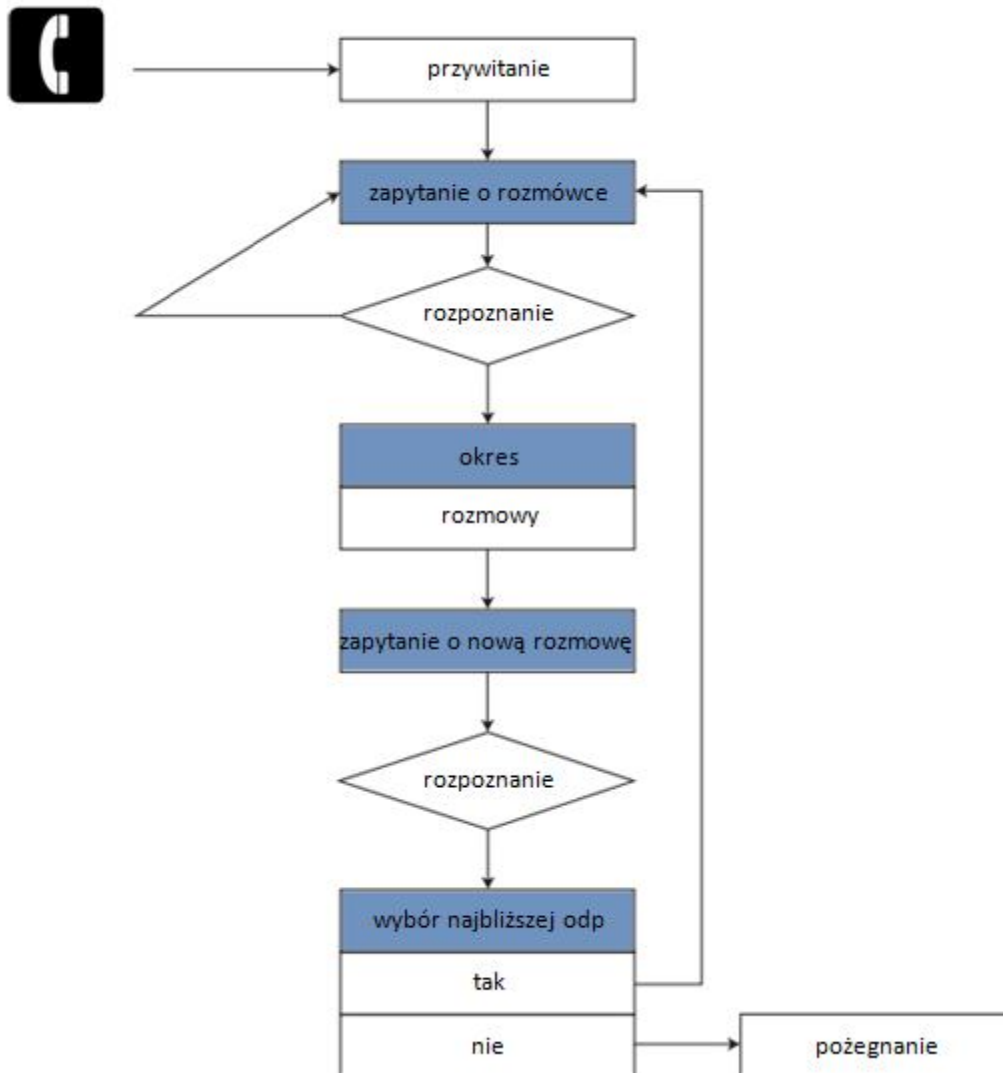 przywitanie
zapytanie o rozmówce
rozpoznanie
okres
rozmowy
zapytanie o nową rozmowę
rozpoznanie
wybór najbliższej odp
tak
nie
pożegnanie